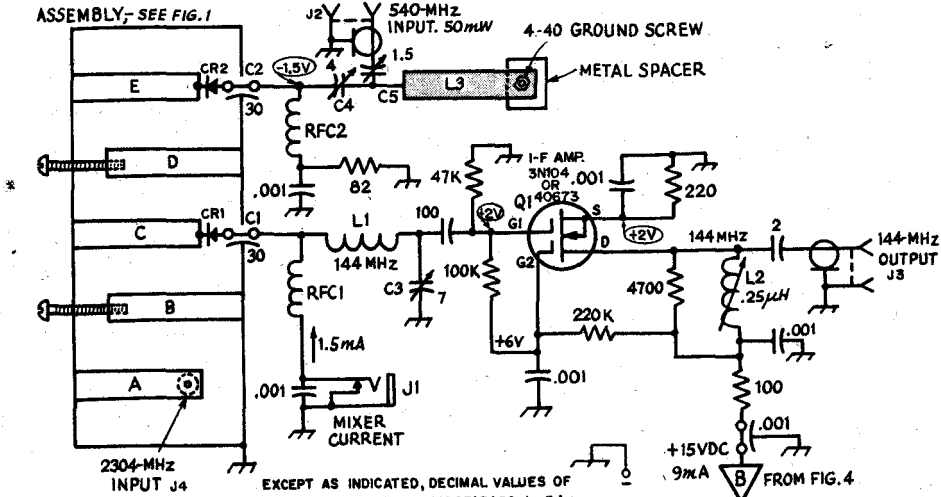 ASSEMBLY,- SEE FIG. 1
J2
540-MHz
INPUT. 50mW
4-40 GROUND SCREW
METAL SPACER
E
CR2
C2
-1.5V
4
C4
1.5
C5
L3
30
RFC2
D
.001
82
47K
I-F AMP.
3N104
OR
40673
Q1
.001
220
C
CR1
C1
30
L1
144 MHz
100
+2V
G1
S
+2V
D
G2
144 MHz
2
144-MHz
OUTPUT
J3
RFC1
C3
7
100K
4700
L2
.25µH
B
1.5mA
+6V
220K
.001
A
.001
J1
.001
100
MIXER
CURRENT
2304-MHz
INPUT J4
+15VDC
.001
9mA
B
FROM FIG. 4
EXCEPT AS INDICATED, DECIMAL VALUES OF